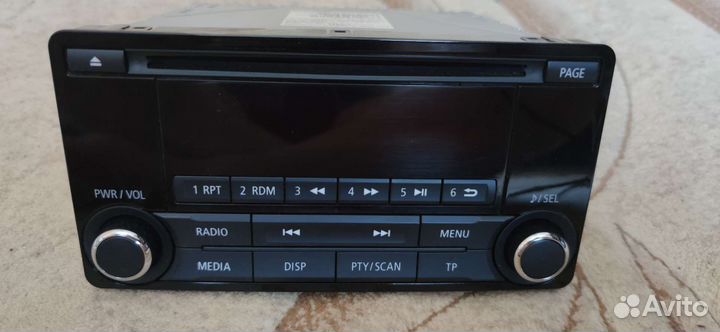 PAGE
1 RPT 2 RDM 3 ◀◀ 4 ▶▶ 5 ▶II 6 ⮌
PWR / VOL
♪/SEL
RADIO I◀◀ ▶▶I MENU
MEDIA DISP PTY/SCAN TP
Avito